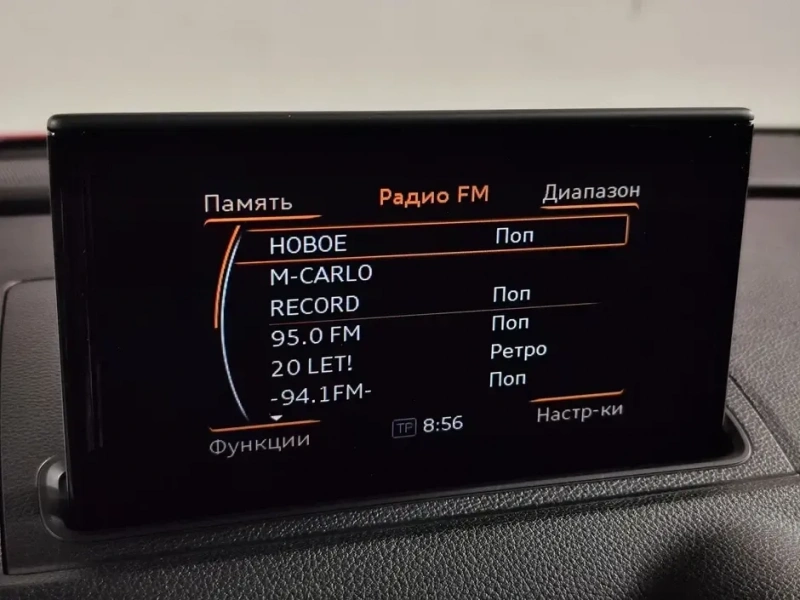 Память Радио FM Диапазон
НОВОЕ Поп
M-CARLO
RECORD Поп
95.0 FM Поп
20 LET! Ретро
-94.1FM- Поп
Функции TP 8:56 Настр-ки